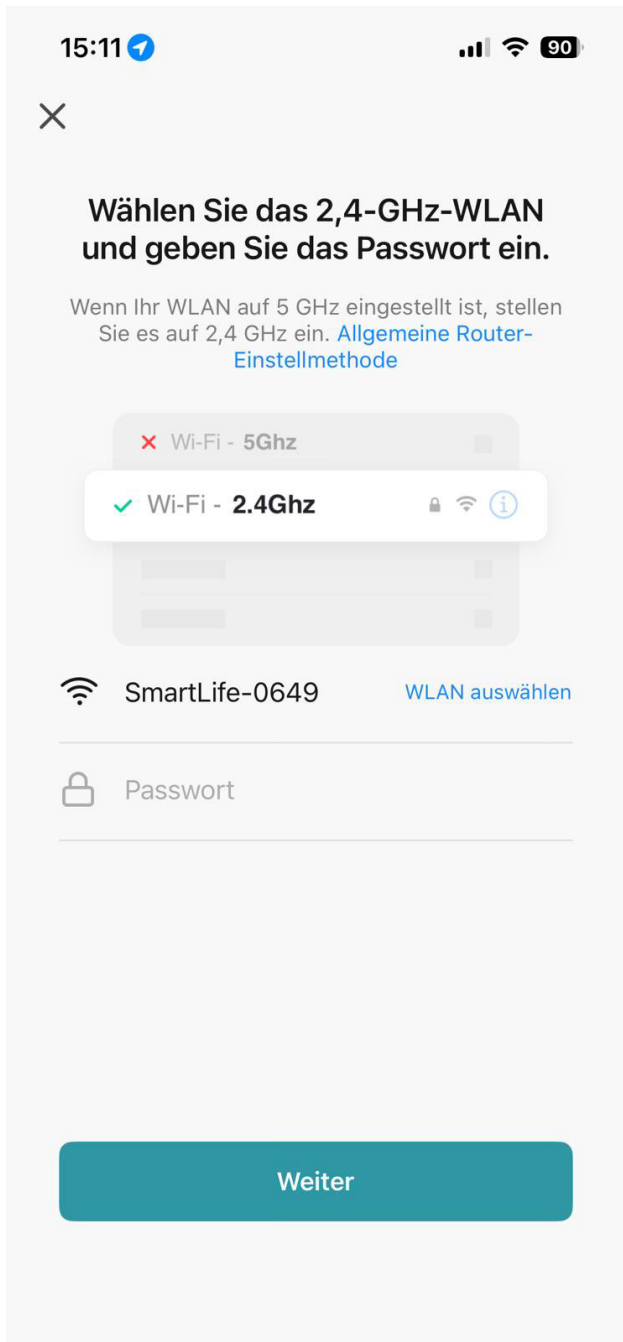 15:11
90
Wählen Sie das 2,4-GHz-WLAN
und geben Sie das Passwort ein.
Wenn Ihr WLAN auf 5 GHz eingestellt ist, stellen
Sie es auf 2,4 GHz ein. Allgemeine Router-
Einstellmethode
Wi-Fi - 5Ghz
Wi-Fi - 2.4Ghz
SmartLife-0649 WLAN auswählen
Passwort
Weiter